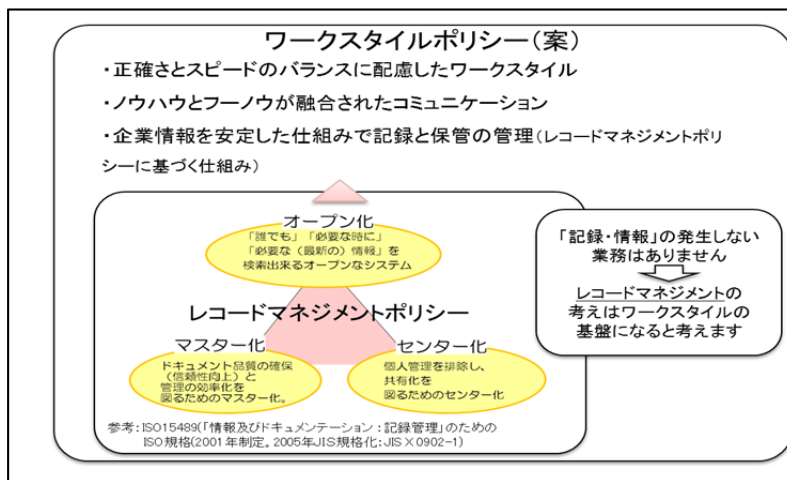 ワークスタイルポリシー(案)
・正確さとスピードのバランスに配慮したワークスタイル
・ノウハウとフーノウが融合されたコミュニケーション
・企業情報を安定した仕組みで記録と保管の管理(レコードマネジメントポリ
シーに基づく仕組み)
オープン化
「誰でも」「必要な時に」
「必要な(最新の)情報」を
検索出来るオープンなシステム
レコードマネジメントポリシー
マスター化
ドキュメント品質の確保
(信頼性向上)と
管理の効率化を
図るためのマスター化。
センター化
個人管理を排除し、
共有化を
図るためのセンター化
参考:ISO15489(「情報及びドキュメンテーション:記録管理」のための
ISO規格(2001年制定。2005年JIS規格化:JIS×0902-1)
「記録・情報」の発生しない
業務はありません
レコードマネジメントの
考えはワークスタイルの
基盤になると考えます